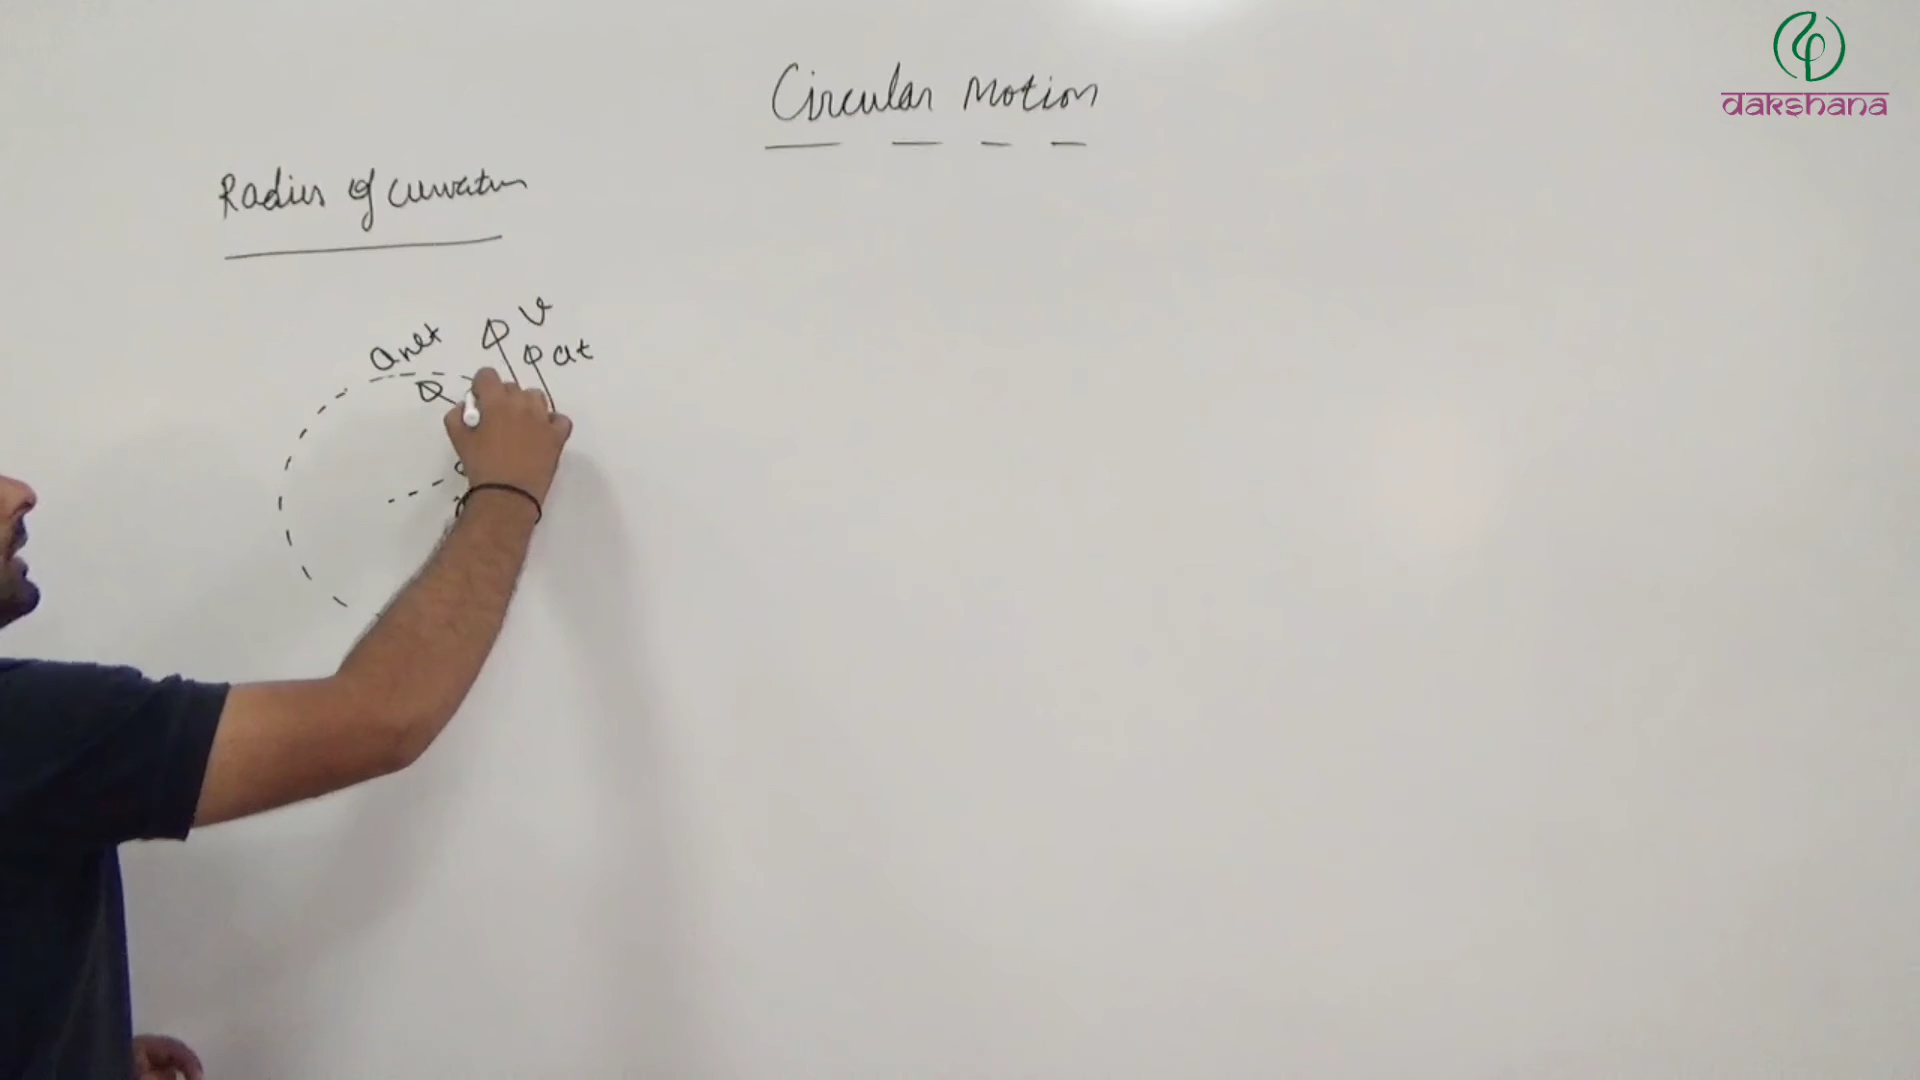 Circular Motion
dakshana
Radius of curvature
anet
v
at